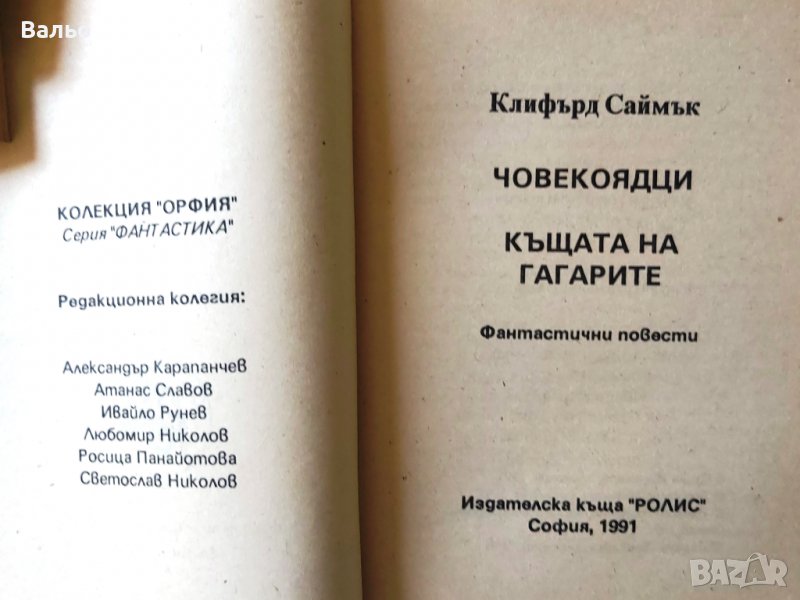 Вальо
КОЛЕКЦИЯ "ОРФИЯ"
Серия "ФАНТАСТИКА"
Редакционна колегия:
Александър Карапанчев
Атанас Славов
Ивайло Рунев
Любомир Николов
Росица Панайотова
Светослав Николов
Клифърд Саймък
ЧОВЕКОЯДЦИ
КЪЩАТА НА
ГАГАРИТЕ
Фантастични повести
Издателска къща "РОЛИС"
София, 1991
BAZAR